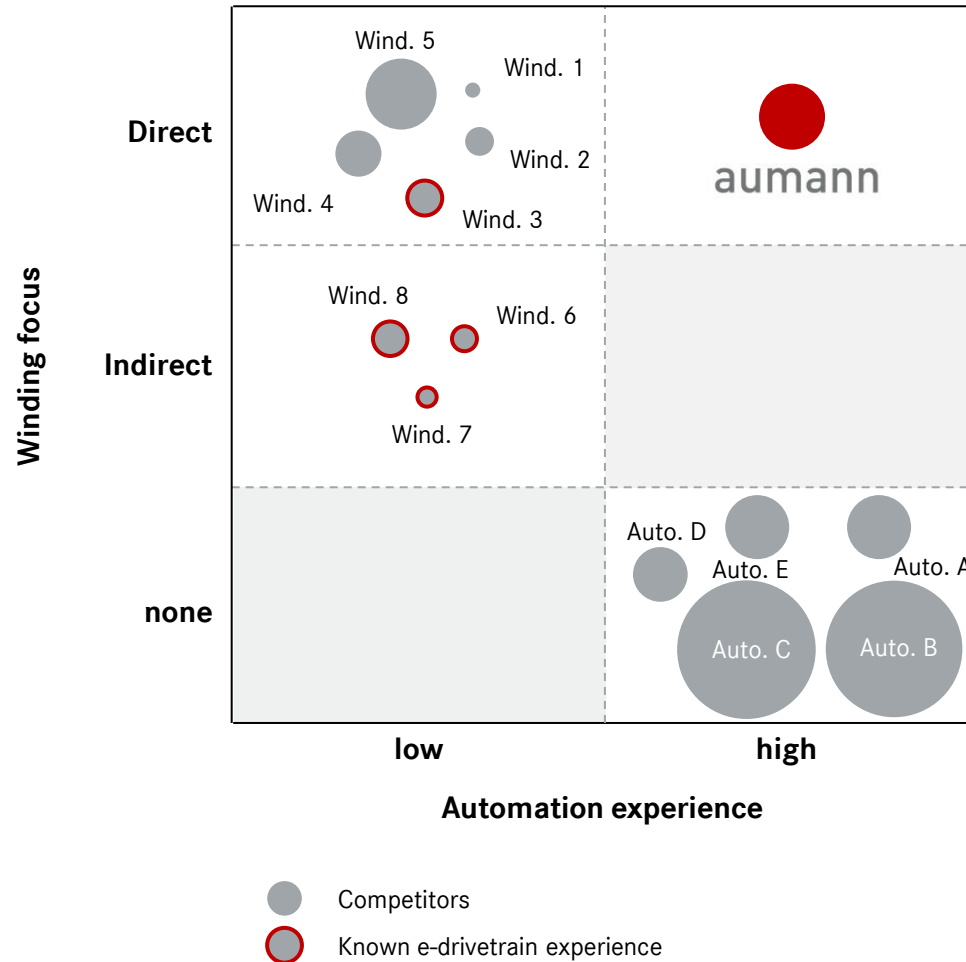 Wind. 5
Wind. 1
Direct
Wind. 2
aumann
Wind. 4
Wind. 3
Winding focus
Wind. 8
Wind. 6
Indirect
Wind. 7
Auto. D
Auto. E
Auto. A
none
Auto. C
Auto. B
low
high
Automation experience
Competitors
Known e-drivetrain experience